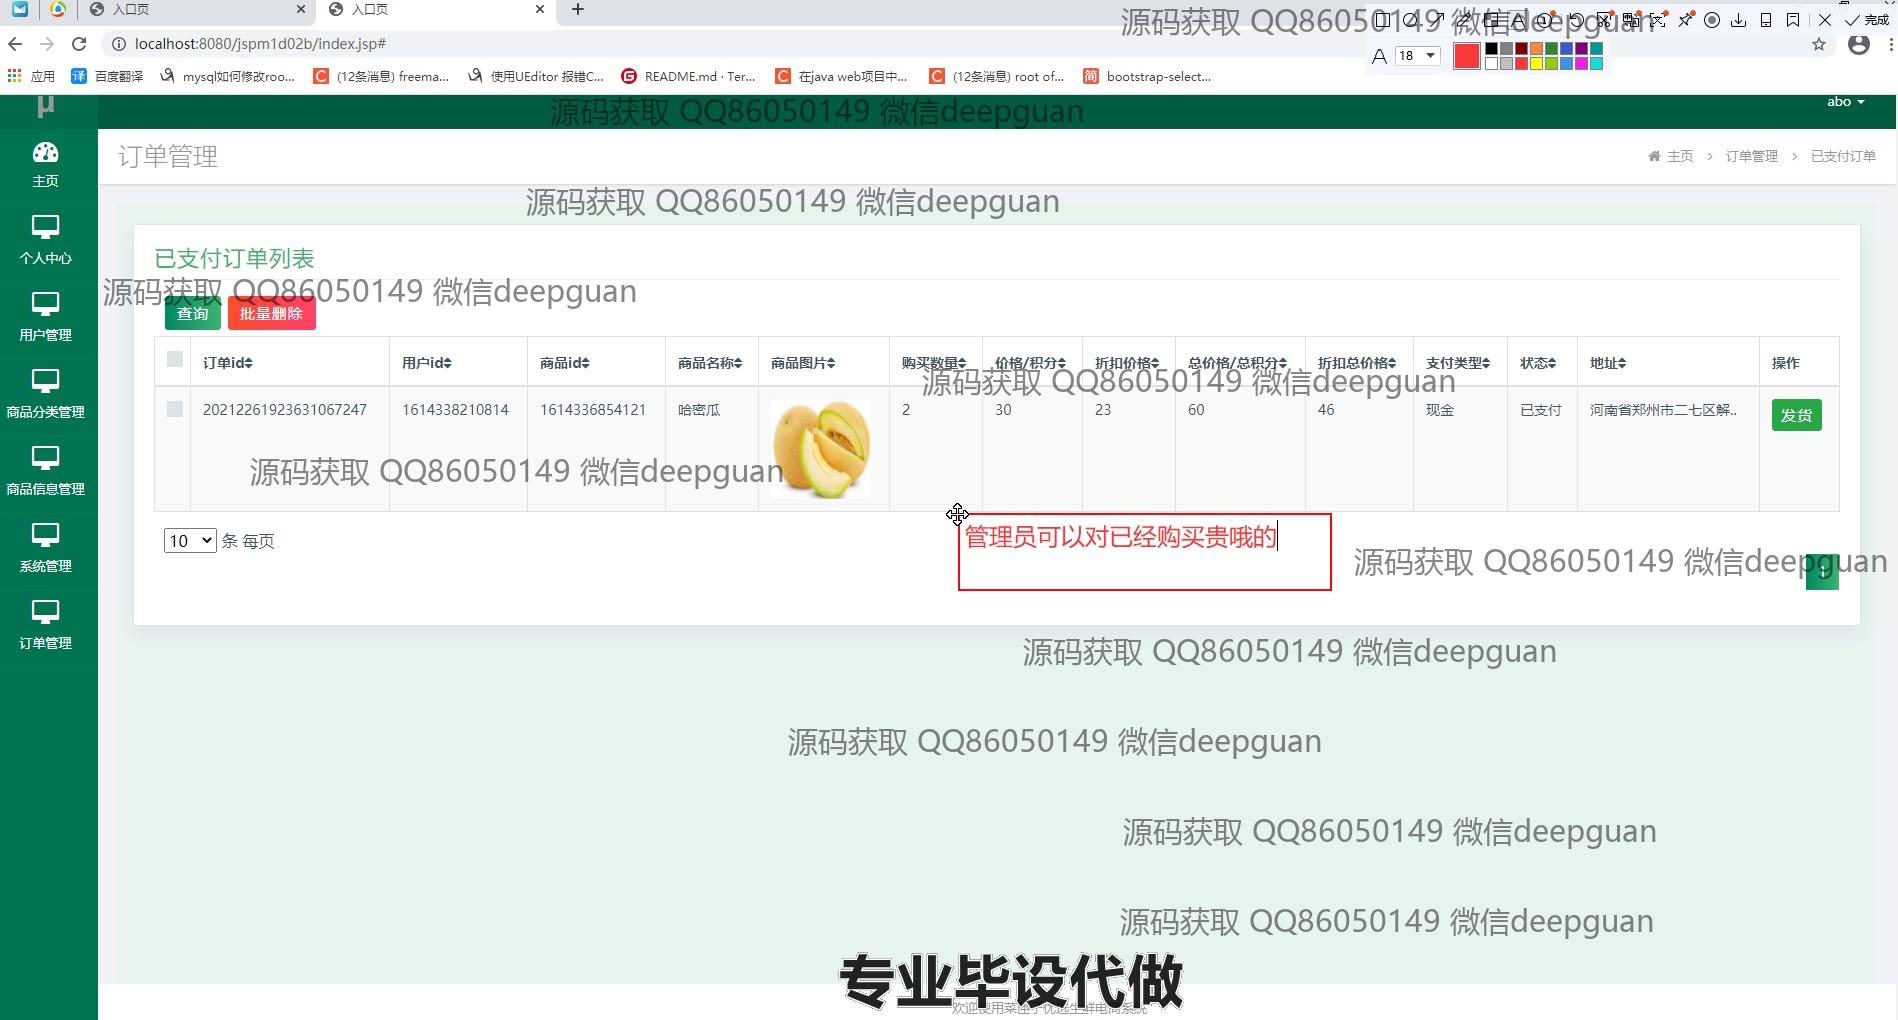 入口页
入口页
源码获取 QQ86050149 微信deepguan
完成
localhost:8080/jspm1d02b/index.jsp#
A 18
应用 百度翻译 mysql如何修改roo... (12条消息) freema... 使用UEditor 报错C... README.md · Ter... 在java web项目中... (12条消息) root of... bootstrap-select...
μ
源码获取 QQ86050149 微信deepguan
abo
主页
个人中心
用户管理
商品分类管理
商品信息管理
系统管理
订单管理
订单管理
主页 > 订单管理 > 已支付订单
源码获取 QQ86050149 微信deepguan
已支付订单列表
源码获取 QQ86050149 微信deepguan
查询 批量删除
订单id 用户id 商品id 商品名称 商品图片 购买数量 价格/积分 折扣价格 总价格/总积分 折扣总价格 支付类型 状态 地址 操作
源码获取 QQ86050149 微信deepguan
20212261923631067247 1614338210814 1614336854121 哈密瓜 2 30 23 60 46 现金 已支付 河南省郑州市二七区解.. 发货
源码获取 QQ86050149 微信deepguan
管理员可以对已经购买贵哦的
10 条 每页
源码获取 QQ86050149 微信deepguan
1
源码获取 QQ86050149 微信deepguan
源码获取 QQ86050149 微信deepguan
源码获取 QQ86050149 微信deepguan
源码获取 QQ86050149 微信deepguan
专业毕设代做